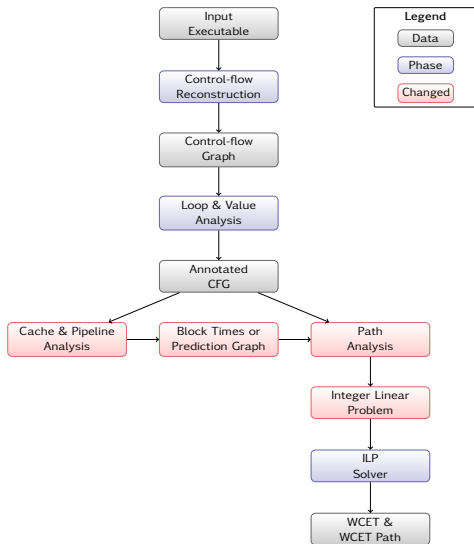 Input
Executable
Control-flow
Reconstruction
Control-flow
Graph
Loop & Value
Analysis
Annotated
CFG
Cache & Pipeline
Analysis
Block Times or
Prediction Graph
Path
Analysis
Integer Linear
Problem
ILP
Solver
WCET &
WCET Path
Legend
Data
Phase
Changed